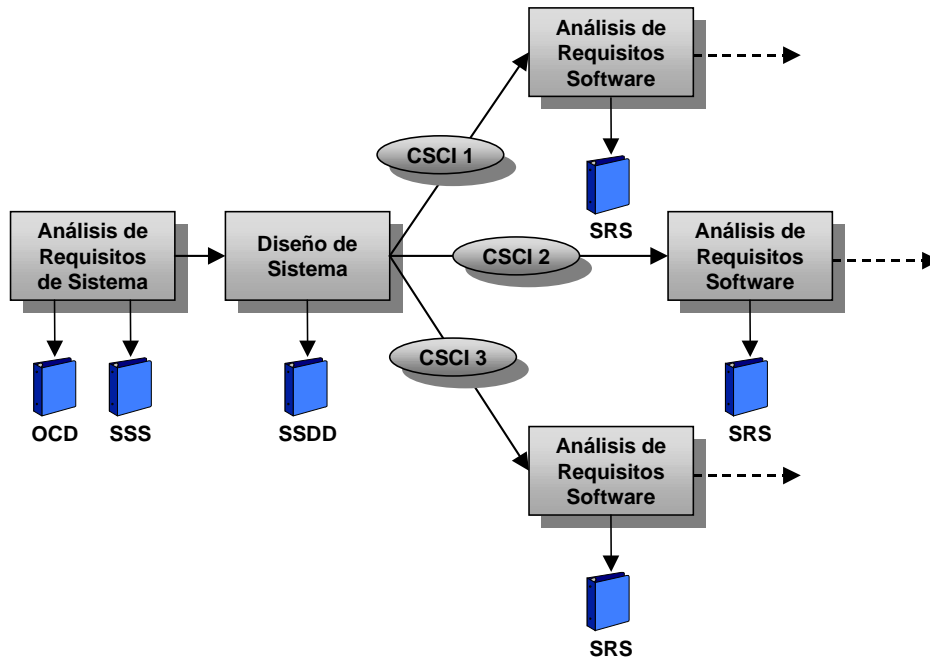 Análisis de
Requisitos
Software
CSCI 1
SRS
Análisis de
Requisitos
de Sistema
Diseño de
Sistema
CSCI 2
Análisis de
Requisitos
Software
CSCI 3
OCD
SSS
SSDD
SRS
Análisis de
Requisitos
Software
SRS